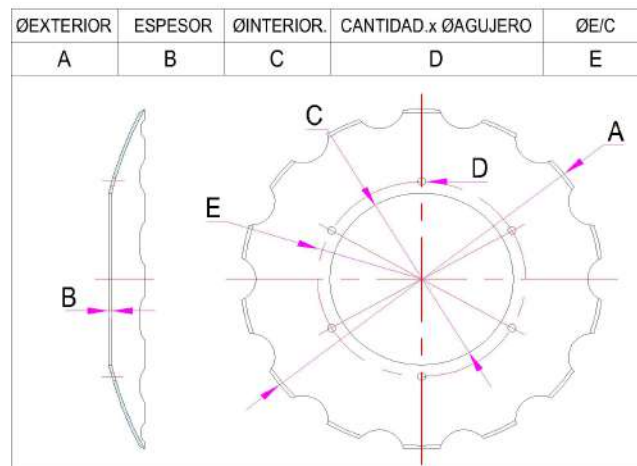 ØEXTERIOR ESPESOR ØINTERIOR. CANTIDAD.x ØAGUJERO ØE/C
A B C D E
C A
D
E
B